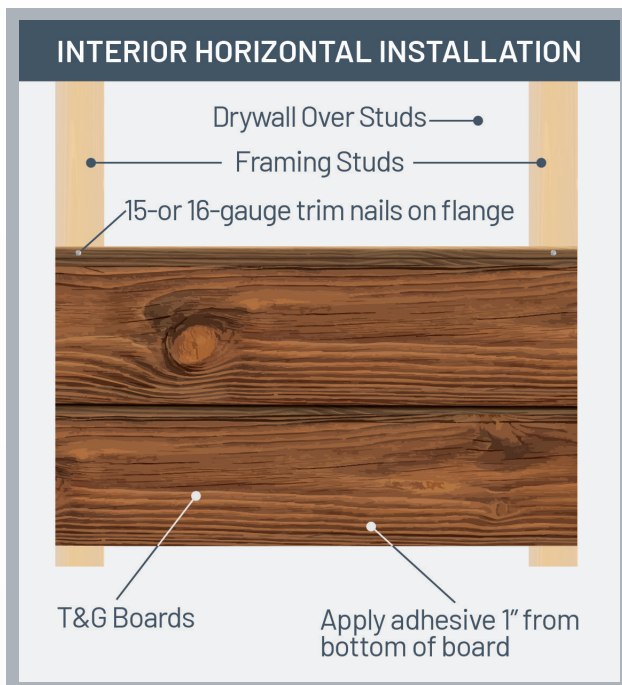 INTERIOR HORIZONTAL INSTALLATION
Drywall Over Studs
Framing Studs
15-or 16-gauge trim nails on flange
T&G Boards
Apply adhesive 1” from
bottom of board